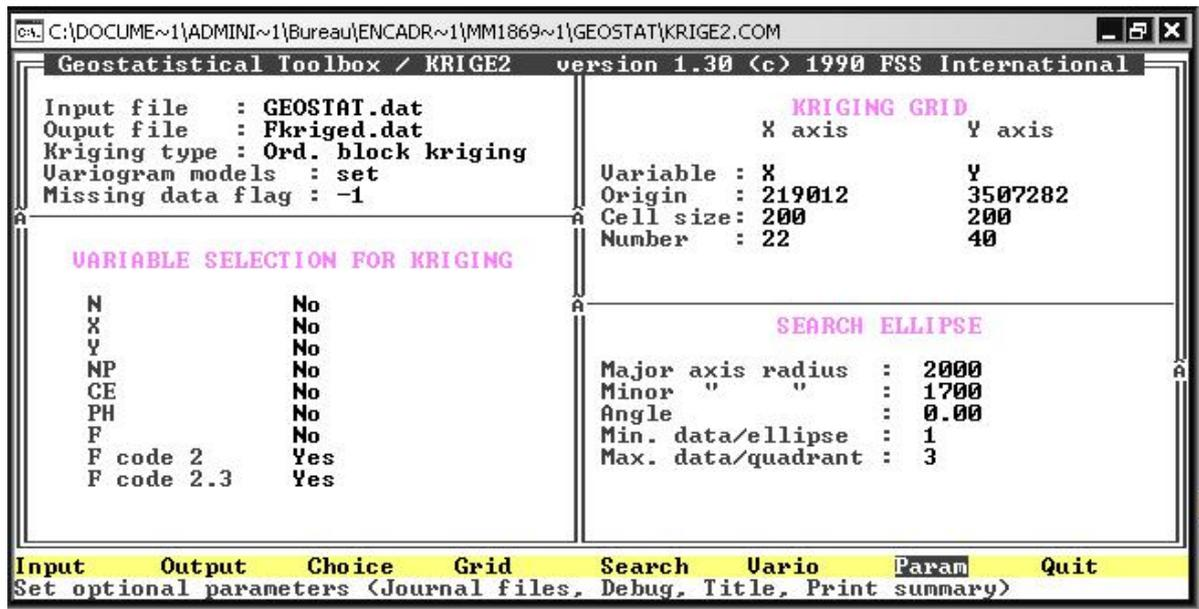 C:\DOCUME~1\ADMINI~1\Bureau\ENCADR~1\MM1869~1\GEOSTAT\KRIGE2.COM
Geostatistical Toolbox / KRIGE2 version 1.30 (c) 1990 FSS International
Input file : GEOSTAT.dat
Ouput file : Fkriged.dat
Kriging type : Ord. block kriging
Variogram models : set
Missing data flag : -1
KRIGING GRID
X axis Y axis
Variable : X Y
Origin : 219012 3507282
Cell size: 200 200
Number : 22 40
VARIABLE SELECTION FOR KRIGING
N No
X No
Y No
NP No
CE No
PH No
F No
F code 2 Yes
F code 2.3 Yes
SEARCH ELLIPSE
Major axis radius : 2000
Minor " " : 1700
Angle : 0.00
Min. data/ellipse : 1
Max. data/quadrant : 3
Input Output Choice Grid Search Vario Param Quit
Set optional parameters (Journal files, Debug, Title, Print summary)